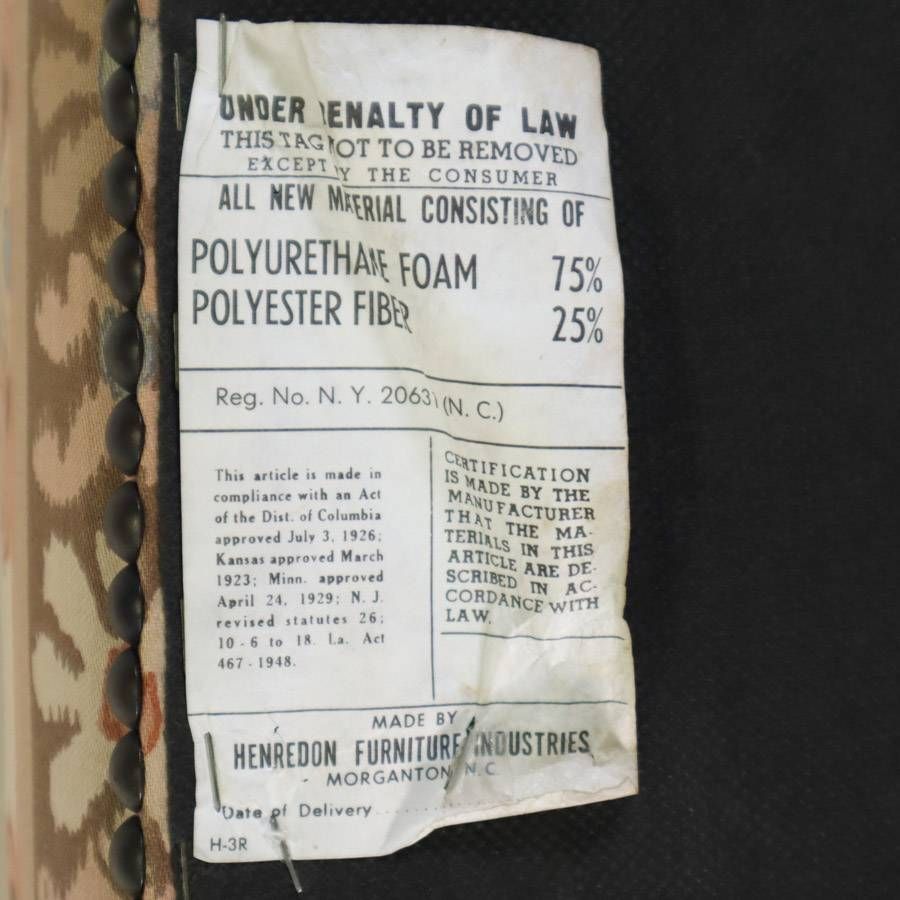 UNDER PENALTY OF LAW
THIS TAG NOT TO BE REMOVED
EXCEPT BY THE CONSUMER
ALL NEW MATERIAL CONSISTING OF
POLYURETHANE FOAM 75%
POLYESTER FIBER 25%
Reg. No. N. Y. 20631 (N. C.)
This article is made in
compliance with an Act
of the Dist. of Columbia
approved July 3, 1926;
Kansas approved March
1923; Minn. approved
April 24, 1929; N. J.
revised statutes 26;
10-6 to 18. La. Act
467-1948.
CERTIFICATION
IS MADE BY THE
MANUFACTURER
THAT THE MA-
TERIALS IN THIS
ARTICLE ARE DE-
SCRIBED IN AC-
CORDANCE WITH
LAW.
MADE BY
HENREDON FURNITURE INDUSTRIES
MORGANTON, N. C.
Date of Delivery
H-3R